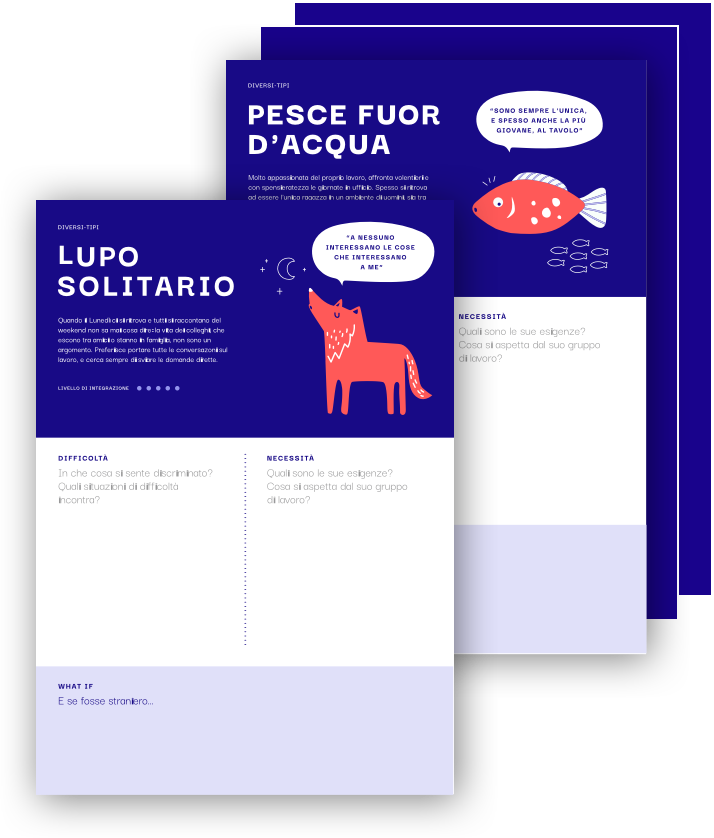 DIVERSI-TIPI
PESCE FUOR
D'ACQUA
"SONO SEMPRE L'UNICA,
E SPESSO ANCHE LA PIÙ
GIOVANE, AL TAVOLO"
Molto appassionata del proprio lavoro, affronta volentieri e
con spensieratezza le giornate in ufficio. Spesso si ritrova
ad essere l'unica ragazza in un ambiente di uomini, sia tra
NECESSITÀ
Quali sono le sue esigenze?
Cosa si aspetta dal suo gruppo
di lavoro?
DIVERSI-TIPI
LUPO
SOLITARIO
"A NESSUNO
INTERESSANO LE COSE
CHE INTERESSANO
A ME"
Quando il Lunedì ci si ritrova e tutti si raccontano del
weekend non sa mai cosa dire: la vita dei colleghi, che
escono tra amici o stanno in famiglia, non sono un
argomento. Preferisce portare tutte le conversazioni sul
lavoro, e cerca sempre di sviare le domande dirette.
LIVELLO DI INTEGRAZIONE
DIFFICOLTÀ
In che cosa si sente discriminato?
Quali situazioni di difficoltà
incontra?
NECESSITÀ
Quali sono le sue esigenze?
Cosa si aspetta dal suo gruppo
di lavoro?
WHAT IF
E se fosse straniero...